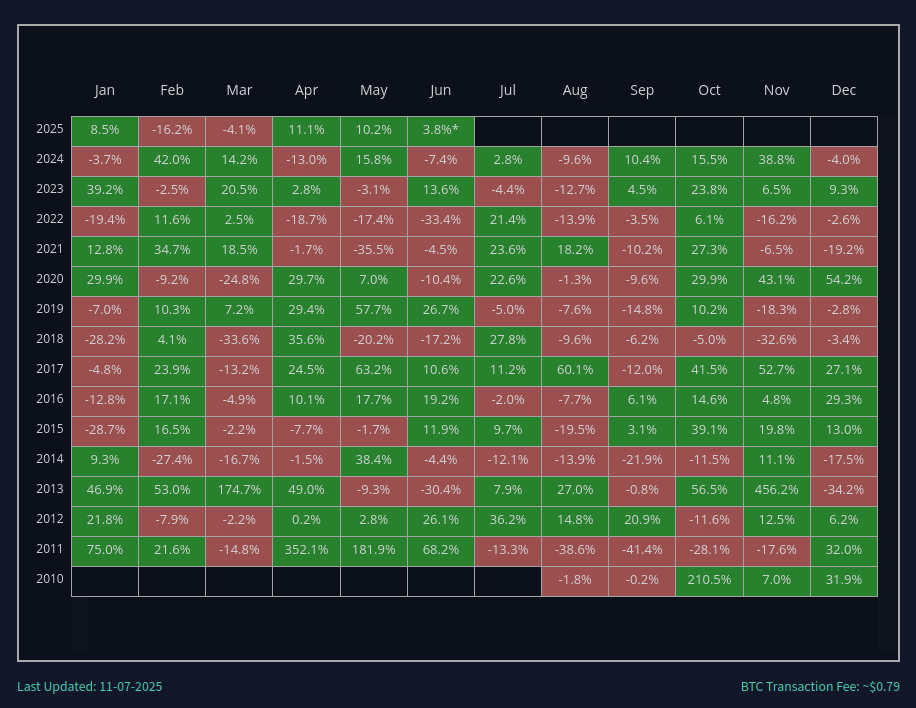 Jan Feb Mar Apr May Jun Jul Aug Sep Oct Nov Dec
2025 8.5% -16.2% -4.1% 11.1% 10.2% 3.8%*
2024 -3.7% 42.0% 14.2% -13.0% 15.8% -7.4% 2.8% -9.6% 10.4% 15.5% 38.8% -4.0%
2023 39.2% -2.5% 20.5% 2.8% -3.1% 13.6% -4.4% -12.7% 4.5% 23.8% 6.5% 9.3%
2022 -19.4% 11.6% 2.5% -18.7% -17.4% -33.4% 21.4% -13.9% -3.5% 6.1% -16.2% -2.6%
2021 12.8% 34.7% 18.5% -1.7% -35.5% -4.5% 23.6% 18.2% -10.2% 27.3% -6.5% -19.2%
2020 29.9% -9.2% -24.8% 29.7% 7.0% -10.4% 22.6% -1.3% -9.6% 29.9% 43.1% 54.2%
2019 -7.0% 10.3% 7.2% 29.4% 57.7% 26.7% -5.0% -7.6% -14.8% 10.2% -18.3% -2.8%
2018 -28.2% 4.1% -33.6% 35.6% -20.2% -17.2% 27.8% -9.6% -6.2% -5.0% -32.6% -3.4%
2017 -4.8% 23.9% -13.2% 24.5% 63.2% 10.6% 11.2% 60.1% -12.0% 41.5% 52.7% 27.1%
2016 -12.8% 17.1% -4.9% 10.1% 17.7% 19.2% -2.0% -7.7% 6.1% 14.6% 4.8% 29.3%
2015 -28.7% 16.5% -2.2% -7.7% -1.7% 11.9% 9.7% -19.5% 3.1% 39.1% 19.8% 13.0%
2014 9.3% -27.4% -16.7% -1.5% 38.4% -4.4% -12.1% -13.9% -21.9% -11.5% 11.1% -17.5%
2013 46.9% 53.0% 174.7% 49.0% -9.3% -30.4% 7.9% 27.0% -0.8% 56.5% 456.2% -34.2%
2012 21.8% -7.9% -2.2% 0.2% 2.8% 26.1% 36.2% 14.8% 20.9% -11.6% 12.5% 6.2%
2011 75.0% 21.6% -14.8% 352.1% 181.9% 68.2% -13.3% -38.6% -41.4% -28.1% -17.6% 32.0%
2010 -1.8% -0.2% 210.5% 7.0% 31.9%
Last Updated: 11-07-2025 BTC Transaction Fee: ~$0.79